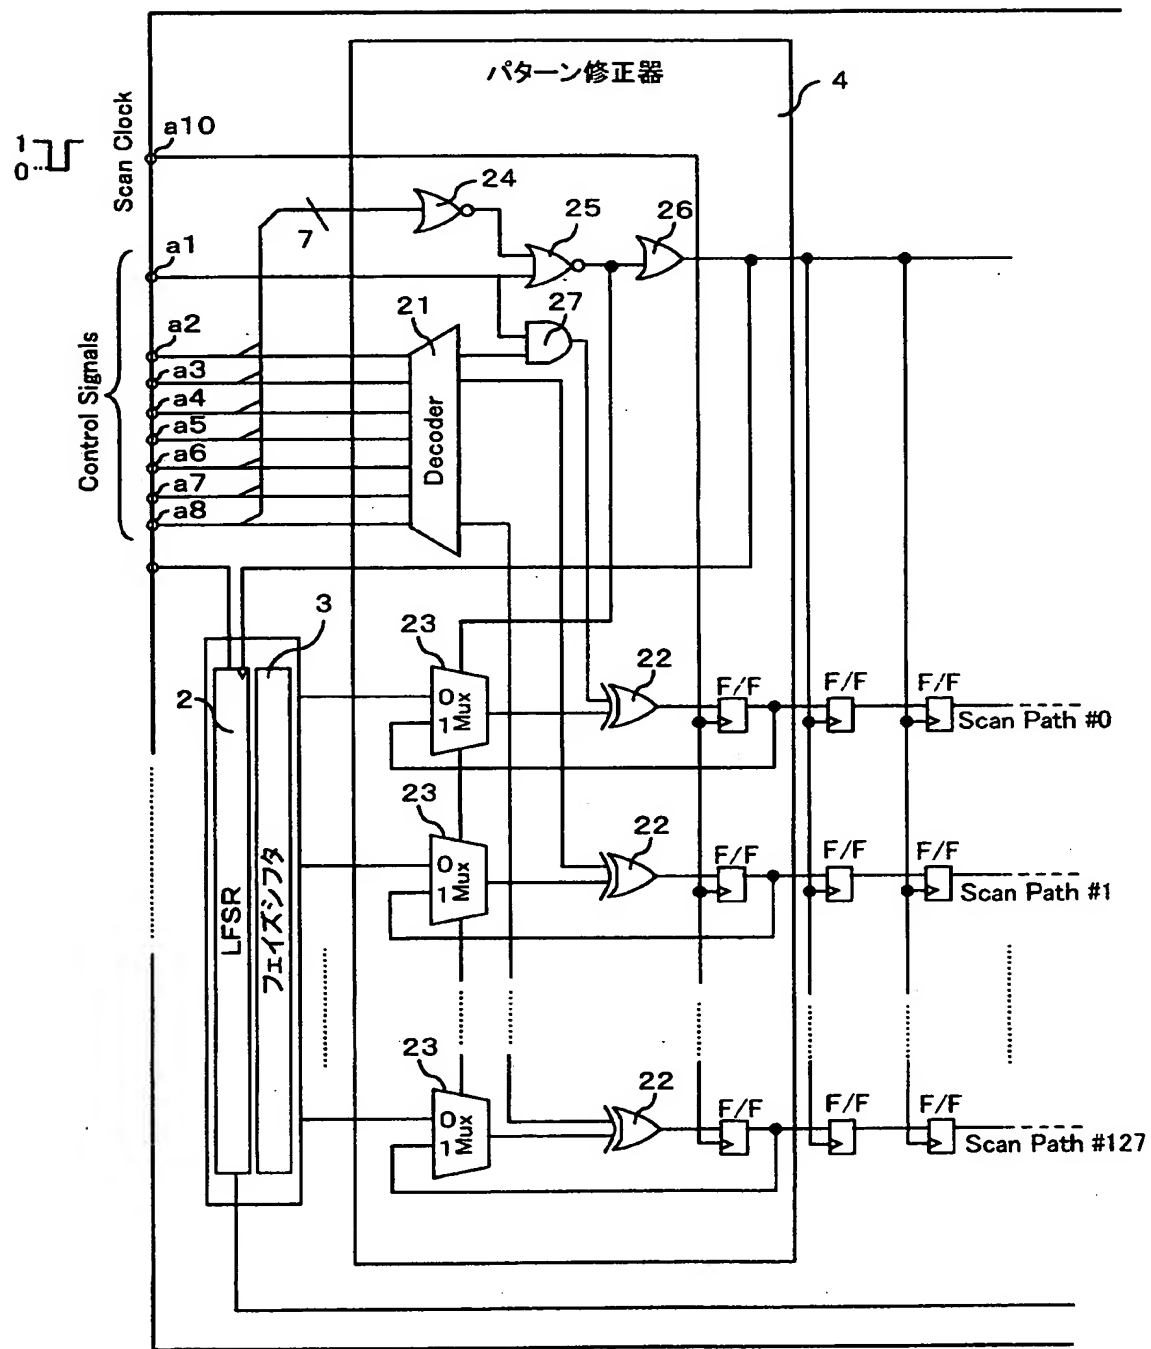 パターン修正器
4
Scan Clock
1
0
a10
24
7
25
26
a1
27
Control Signals
a2
21
a3
a4
a5
a6
a7
a8
Decoder
3
2
LFSR
フェイズシフタ
23
0
1
Mux
22
F/F
F/F
F/F
Scan Path #0
23
0
1
Mux
22
F/F
F/F
F/F
Scan Path #1
23
0
1
Mux
22
F/F
F/F
F/F
Scan Path #127